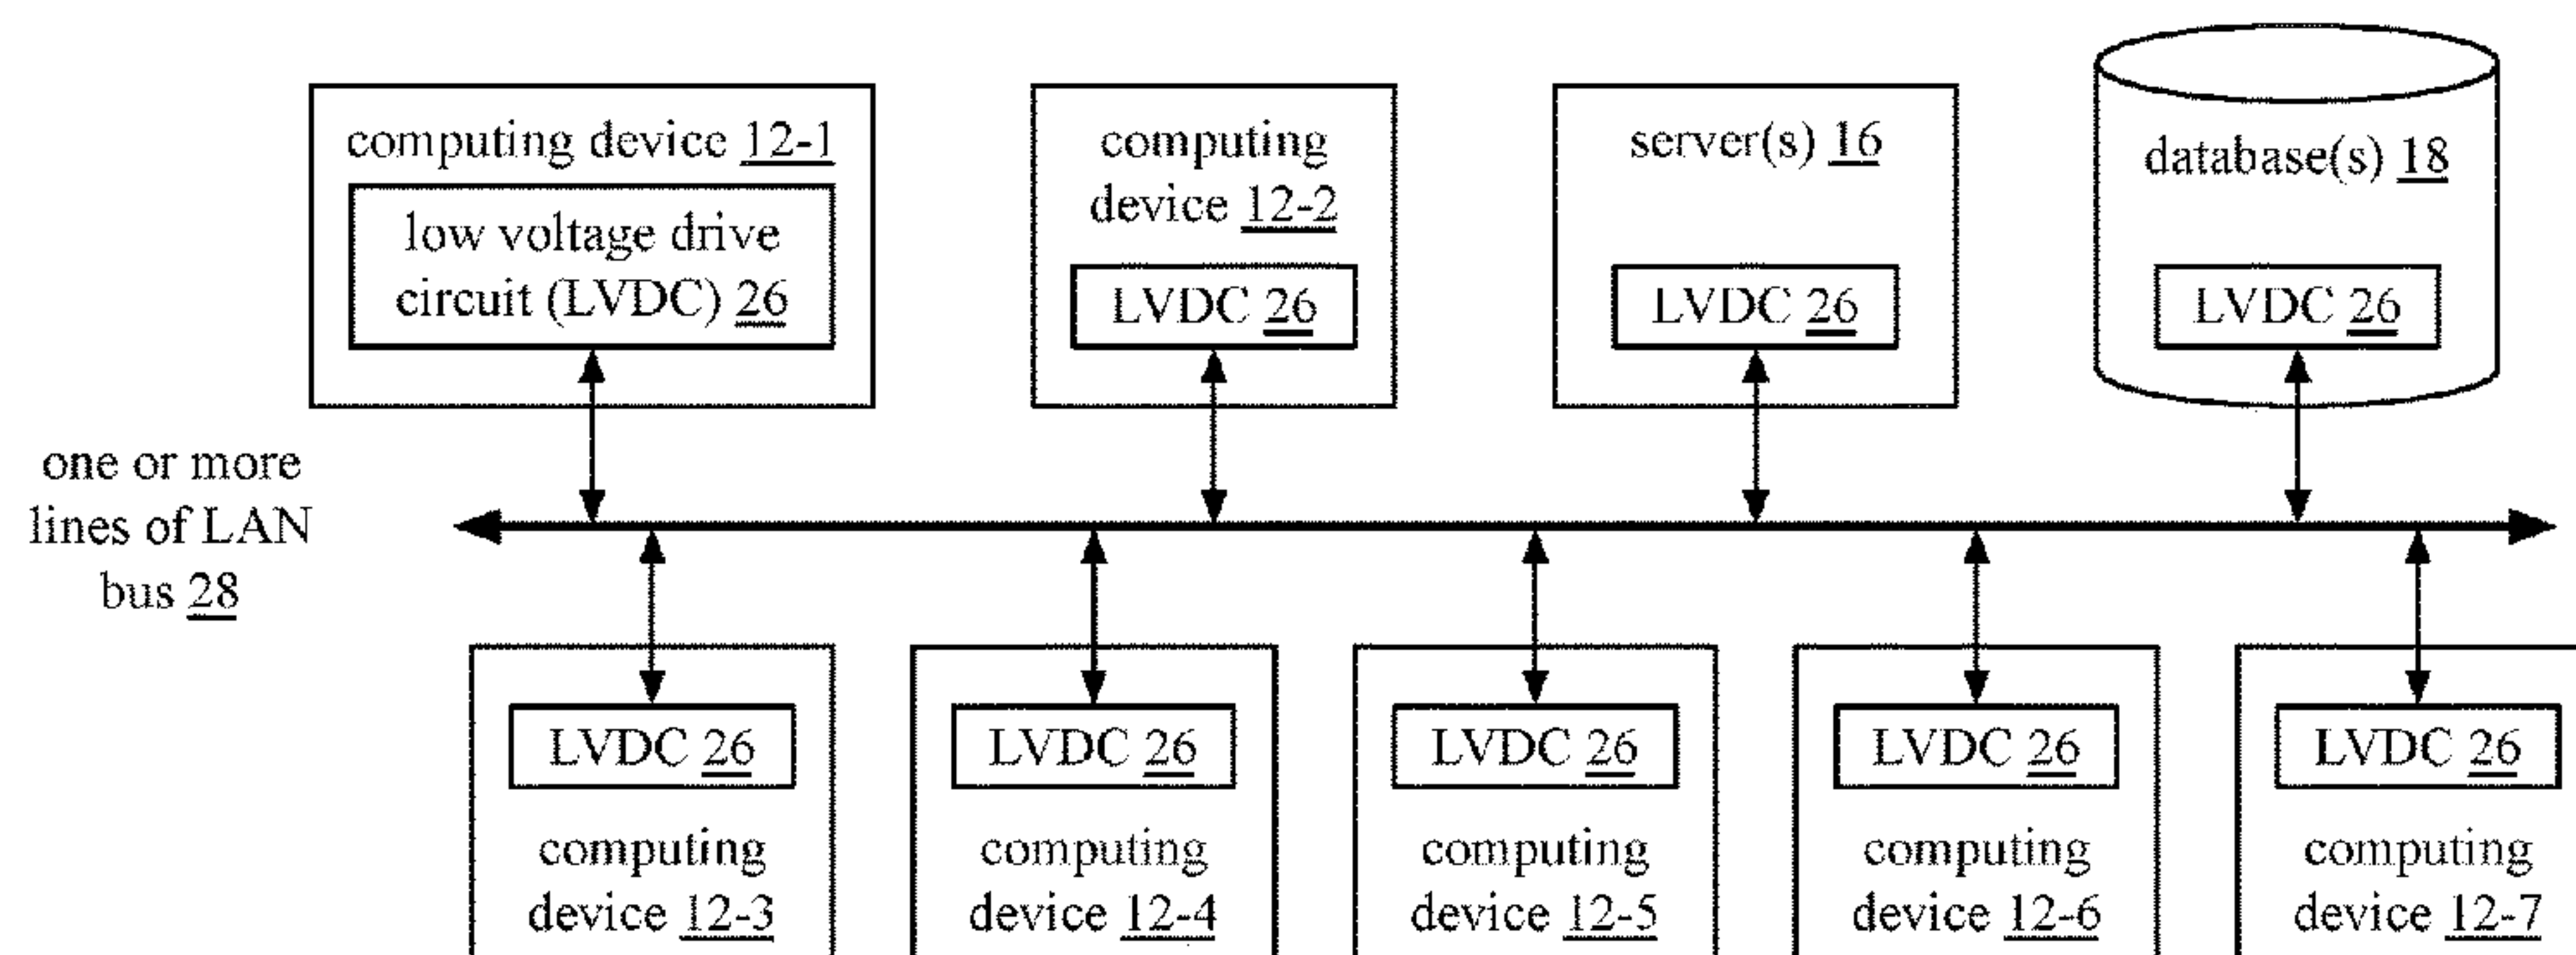 computing device 12-1
low voltage drive
circuit (LVDC) 26
computing
device 12-2
LVDC 26
server(s) 16
LVDC 26
database(s) 18
LVDC 26
one or more
lines of LAN
bus 28
LVDC 26
computing
device 12-3
LVDC 26
computing
device 12-4
LVDC 26
computing
device 12-5
LVDC 26
computing
device 12-6
LVDC 26
computing
device 12-7